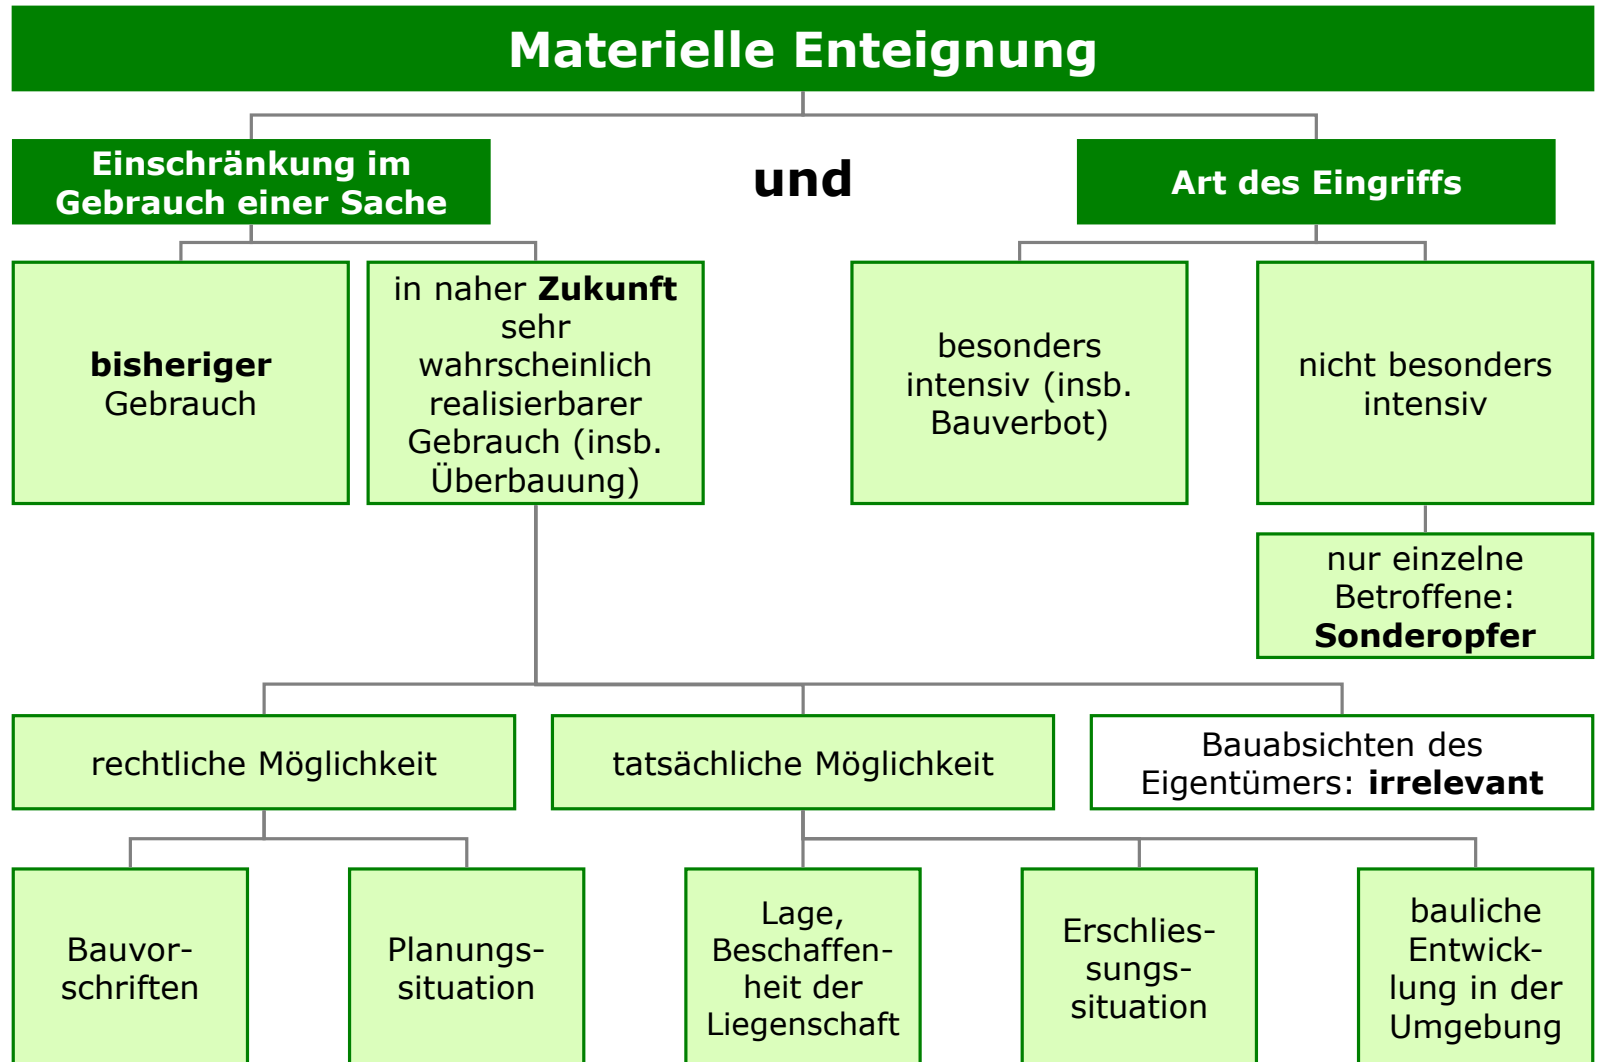 Materielle Enteignung
Einschränkung im
Gebrauch einer Sache
und
Art des Eingriffs
bisheriger
Gebrauch
in naher Zukunft
sehr
wahrscheinlich
realisierbarer
Gebrauch (insb.
Überbauung)
besonders
intensiv (insb.
Bauverbot)
nicht besonders
intensiv
nur einzelne
Betroffene:
Sonderopfer
rechtliche Möglichkeit
tatsächliche Möglichkeit
Bauabsichten des
Eigentümers: irrelevant
Bauvor-
schriften
Planungs-
situation
Lage,
Beschaffen-
heit der
Liegenschaft
Erschlies-
sungs-
situation
bauliche
Entwick-
lung in der
Umgebung